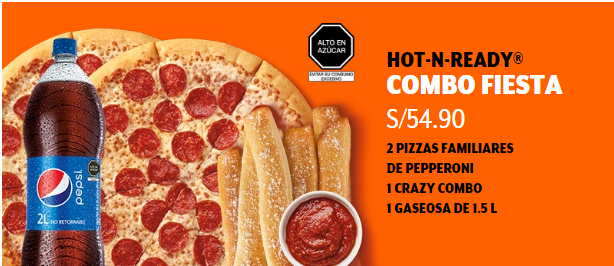 ALTO EN
AZÚCAR
EVITAR SU CONSUMO
EXCESIVO
HOT-N-READY®
COMBO FIESTA
S/54.90
2 PIZZAS FAMILIARES
DE PEPPERONI
1 CRAZY COMBO
1 GASEOSA DE 1.5 L
pepsi
2L NO RETORNABLE